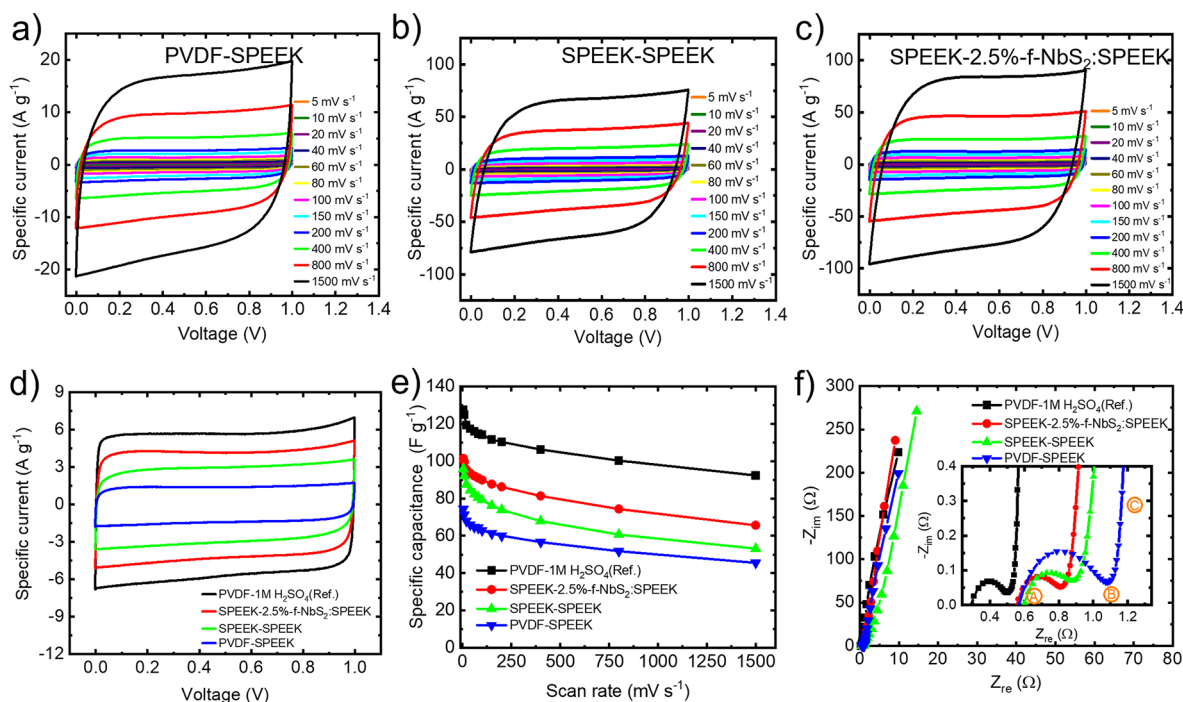 a)
PVDF-SPEEK
Specific current (A g⁻¹)
20
10
0
-10
-20
5 mV s⁻¹
10 mV s⁻¹
20 mV s⁻¹
40 mV s⁻¹
60 mV s⁻¹
80 mV s⁻¹
100 mV s⁻¹
150 mV s⁻¹
200 mV s⁻¹
400 mV s⁻¹
800 mV s⁻¹
1500 mV s⁻¹
0.0 0.2 0.4 0.6 0.8 1.0 1.2 1.4
Voltage (V)
b)
SPEEK-SPEEK
Specific current (A g⁻¹)
100
50
0
-50
-100
5 mV s⁻¹
10 mV s⁻¹
20 mV s⁻¹
40 mV s⁻¹
60 mV s⁻¹
80 mV s⁻¹
100 mV s⁻¹
150 mV s⁻¹
200 mV s⁻¹
400 mV s⁻¹
800 mV s⁻¹
1500 mV s⁻¹
0.0 0.2 0.4 0.6 0.8 1.0 1.2 1.4
Voltage (V)
c)
SPEEK-2.5%-f-NbS₂:SPEEK
Specific current (A g⁻¹)
100
50
0
-50
-100
5 mV s⁻¹
10 mV s⁻¹
20 mV s⁻¹
40 mV s⁻¹
60 mV s⁻¹
80 mV s⁻¹
100 mV s⁻¹
150 mV s⁻¹
200 mV s⁻¹
400 mV s⁻¹
800 mV s⁻¹
1500 mV s⁻¹
0.0 0.2 0.4 0.6 0.8 1.0 1.2 1.4
Voltage (V)
d)
Specific current (A g⁻¹)
9
6
3
0
-3
-6
-9
-12
PVDF-1M H₂SO₄(Ref.)
SPEEK-2.5%-f-NbS₂:SPEEK
SPEEK-SPEEK
PVDF-SPEEK
0.0 0.2 0.4 0.6 0.8 1.0
Voltage (V)
e)
Specific capacitance (F g⁻¹)
140
120
100
80
60
40
20
0
PVDF-1M H₂SO₄(Ref.)
SPEEK-2.5%-f-NbS₂:SPEEK
SPEEK-SPEEK
PVDF-SPEEK
0 250 500 750 1000 1250 1500
Scan rate (mV s⁻¹)
f)
-Z_im (Ω)
300
250
200
150
100
50
0
PVDF-1M H₂SO₄(Ref.)
SPEEK-2.5%-f-NbS₂:SPEEK
SPEEK-SPEEK
PVDF-SPEEK
-Z_im (Ω)
0.4
0.3
0.2
0.1
0.0
A
B
C
0.4 0.6 0.8 1.0 1.2
Z_re (Ω)
0 10 20 30 40 50 60 70 80
Z_re (Ω)